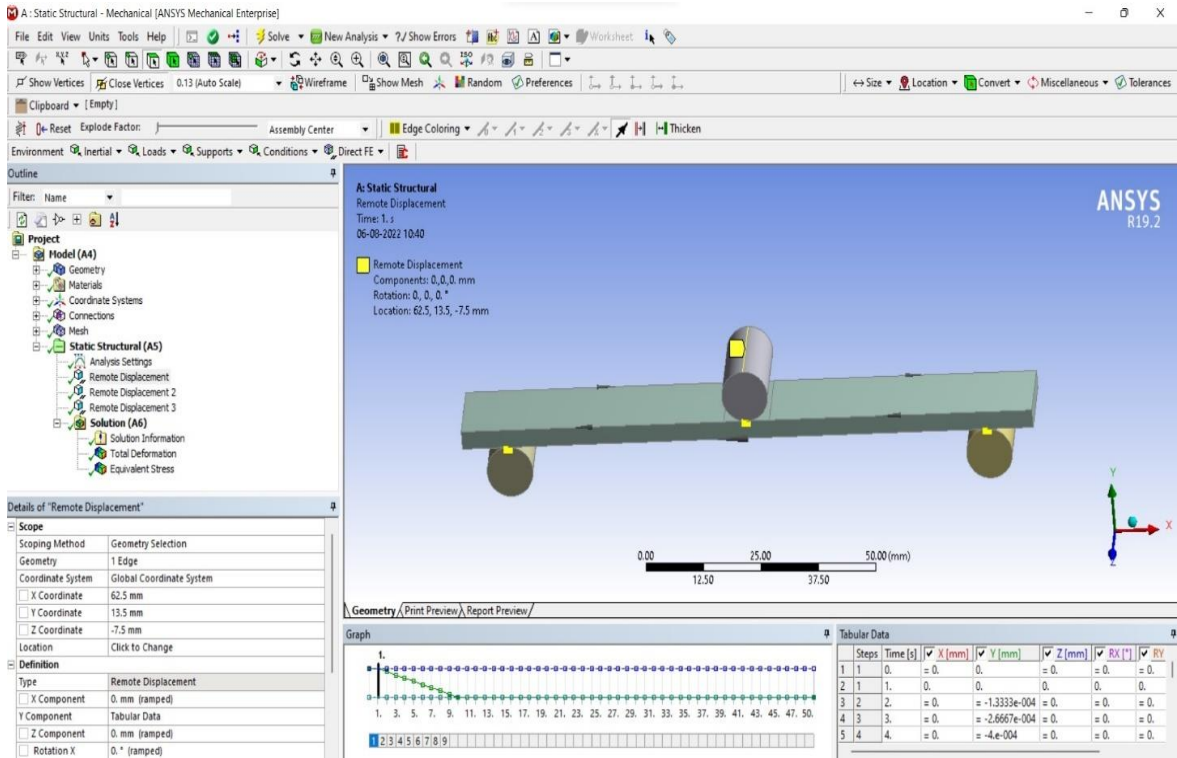 A : Static Structural - Mechanical [ANSYS Mechanical Enterprise]
File Edit View Units Tools Help Solve New Analysis ?/ Show Errors Worksheet
Show Vertices Close Vertices 0.13 (Auto Scale) Wireframe Show Mesh Random Preferences Size Location Convert Miscellaneous Tolerances
Clipboard [Empty]
Reset Explode Factor: Assembly Center Edge Coloring Thicken
Environment Inertial Loads Supports Conditions Direct FE
Outline
Filter: Name
Project
Model (A4)
Geometry
Materials
Coordinate Systems
Connections
Mesh
Static Structural (A5)
Analysis Settings
Remote Displacement
Remote Displacement 2
Remote Displacement 3
Solution (A6)
Solution Information
Total Deformation
Equivalent Stress
Details of "Remote Displacement"
Scope
Scoping Method Geometry Selection
Geometry 1 Edge
Coordinate System Global Coordinate System
X Coordinate 62.5 mm
Y Coordinate 13.5 mm
Z Coordinate -7.5 mm
Location Click to Change
Definition
Type Remote Displacement
X Component 0. mm (ramped)
Y Component Tabular Data
Z Component 0. mm (ramped)
Rotation X 0. ° (ramped)
A: Static Structural
Remote Displacement
Time: 1. s
06-08-2022 10:40
Remote Displacement
Components: 0.,0.,0. mm
Rotation: 0., 0., 0. °
Location: 62.5, 13.5, -7.5 mm
ANSYS
R19.2
Y
X
Z
0.00 25.00 50.00 (mm)
12.50 37.50
Geometry Print Preview Report Preview
Graph
1.
1. 3. 5. 7. 9. 11. 13. 15. 17. 19. 21. 23. 25. 27. 29. 31. 33. 35. 37. 39. 41. 43. 45. 47. 50.
1 2 3 4 5 6 7 8 9
Tabular Data
Steps Time [s] X [mm] Y [mm] Z [mm] RX [°] RY
1 1 0. = 0. 0. = 0. = 0. = 0.
2 1 1. 0. 0. 0. 0. 0.
3 2 2. = 0. = -1.3333e-004 = 0. = 0. = 0.
4 3 3. = 0. = -2.6667e-004 = 0. = 0. = 0.
5 4 4. = 0. = -4.e-004 = 0. = 0. = 0.